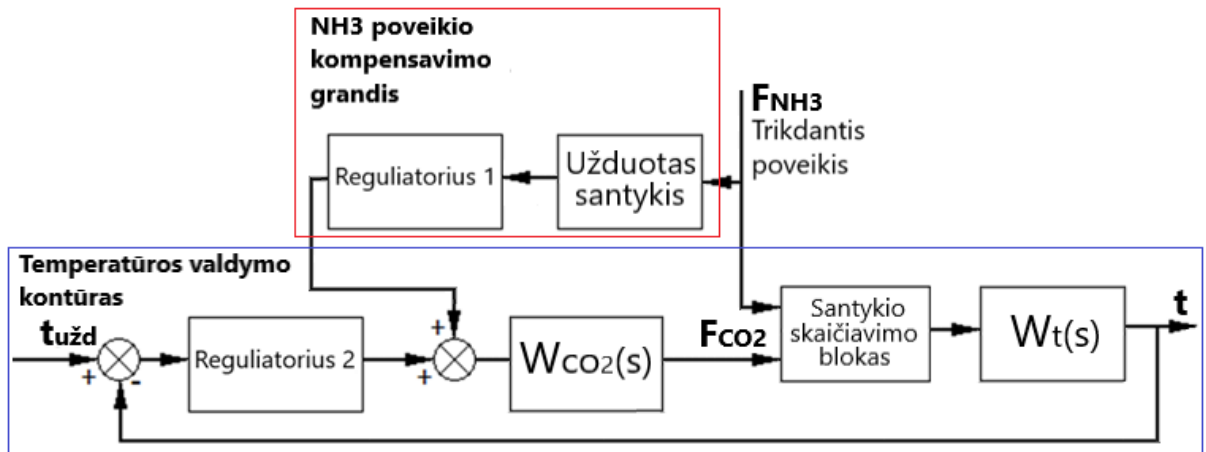 NH3 poveikio
kompensavimo
grandis
FNH3
Trikdantis
poveikis
Reguliatorius 1
Užduotas
santykis
Temperatūros valdymo
kontūras
tužd
+
-
Reguliatorius 2
+
+
WCO2(s)
FCO2
Santykio
skaičiavimo
blokas
Wt(s)
t